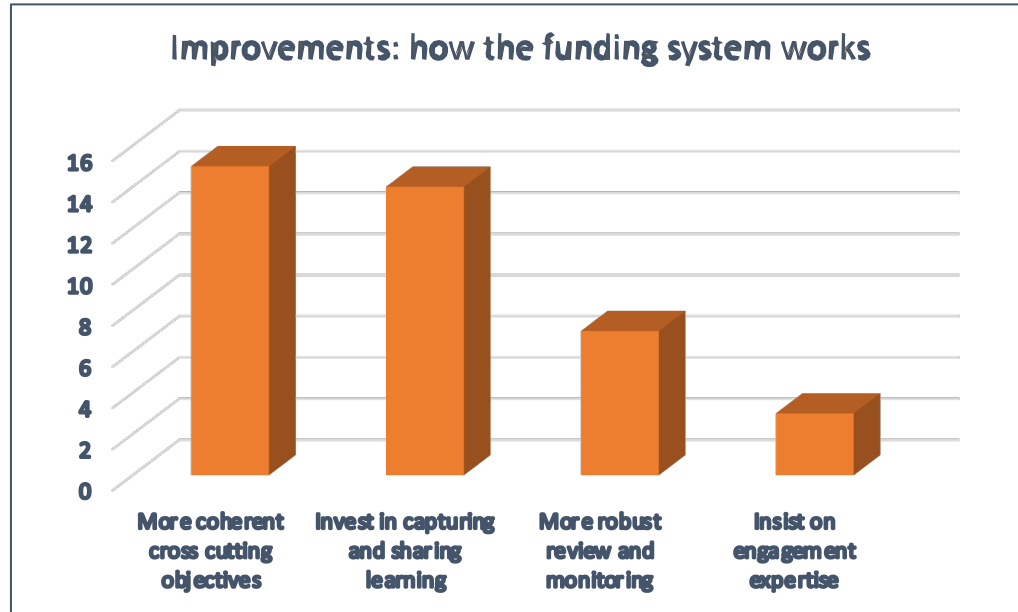 Improvements: how the funding system works
16
14
12
10
8
6
4
2
0
More coherent
cross cutting
objectives
Invest in capturing
and sharing
learning
More robust
review and
monitoring
Insist on
engagement
expertise